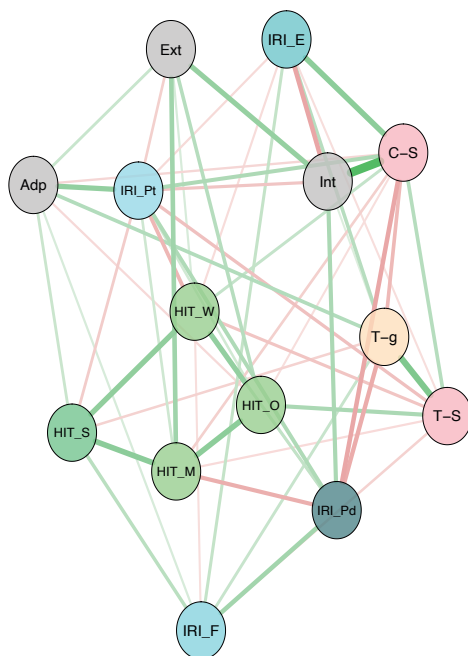 IRI_E
Ext
C−S
Int
Adp
IRI_Pt
HIT_W
T−g
HIT_O
T−S
HIT_S
HIT_M
IRI_Pd
IRI_F